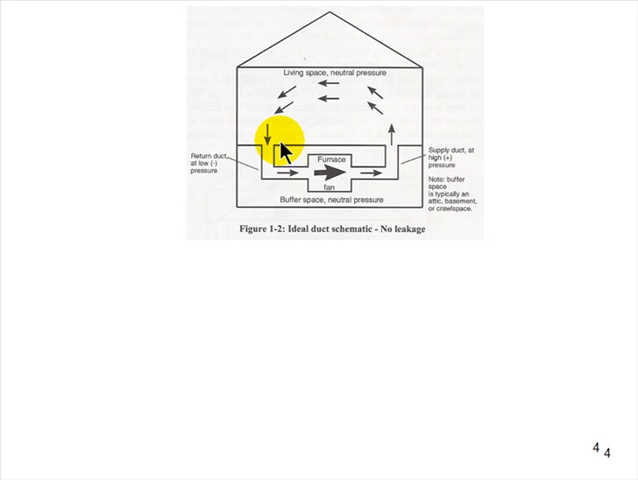 Living space, neutral pressure
Return duct,
at low (-)
pressure
Furnace
fan
Supply duct, at
high (+)
pressure
Note: buffer
space
is typically an
attic, basement,
or crawlspace.
Buffer space, neutral pressure
Figure 1-2: Ideal duct schematic - No leakage
4
4